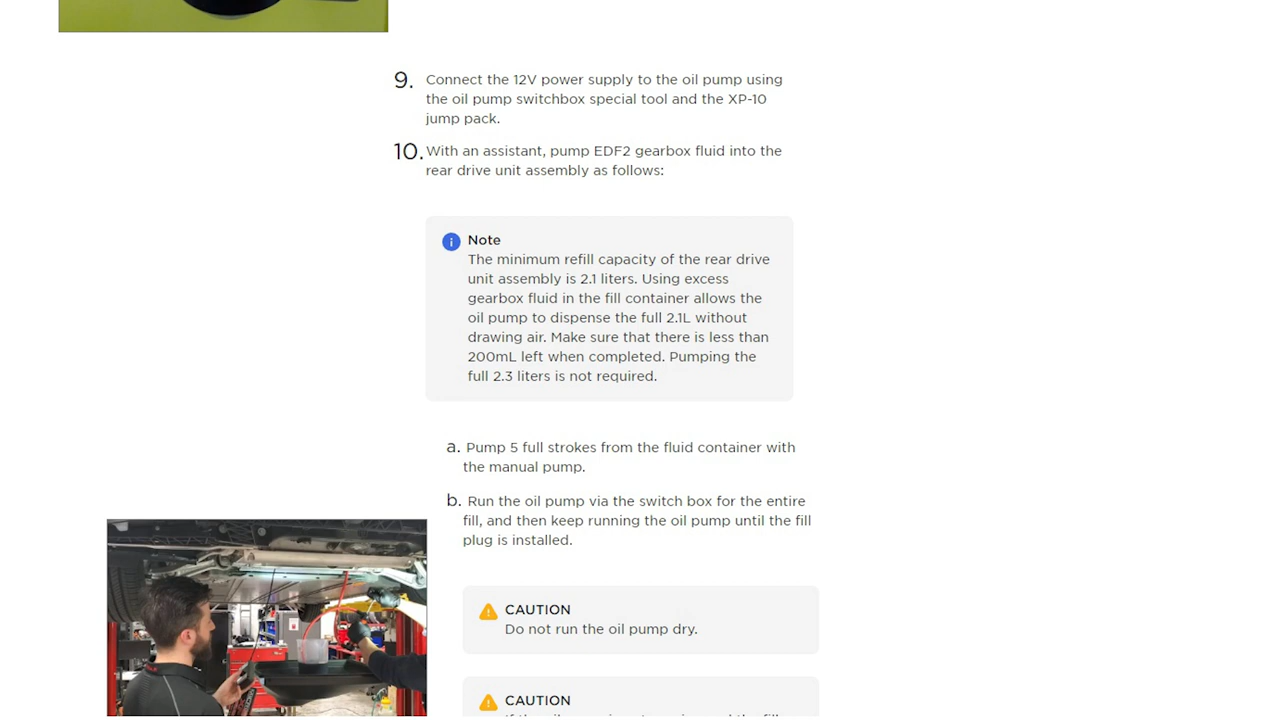 9. Connect the 12V power supply to the oil pump using
the oil pump switchbox special tool and the XP-10
jump pack.
10. With an assistant, pump EDF2 gearbox fluid into the
rear drive unit assembly as follows:
Note
The minimum refill capacity of the rear drive
unit assembly is 2.1 liters. Using excess
gearbox fluid in the fill container allows the
oil pump to dispense the full 2.1L without
drawing air. Make sure that there is less than
200mL left when completed. Pumping the
full 2.3 liters is not required.
a. Pump 5 full strokes from the fluid container with
the manual pump.
b. Run the oil pump via the switch box for the entire
fill, and then keep running the oil pump until the fill
plug is installed.
CAUTION
Do not run the oil pump dry.
CAUTION